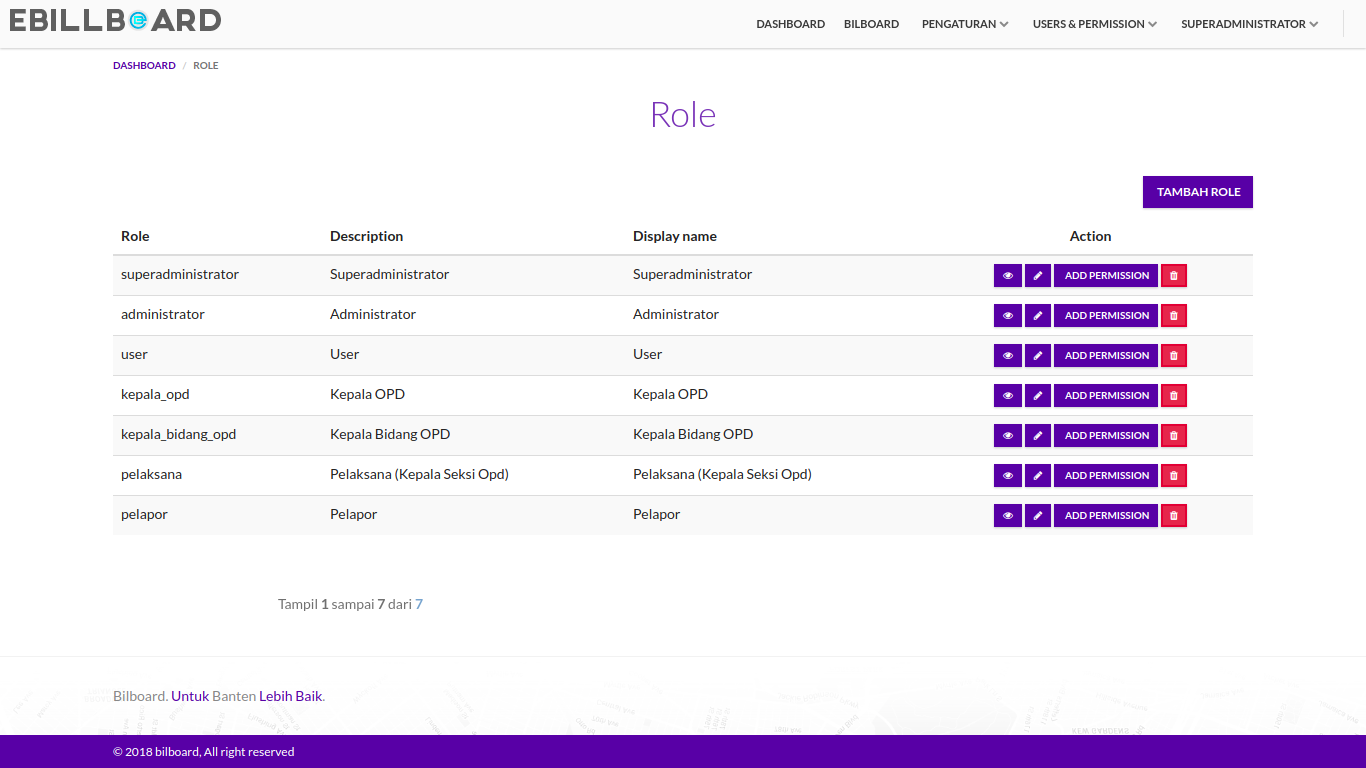 EBILLBOARD
DASHBOARD BILBOARD PENGATURAN USERS & PERMISSION SUPERADMINISTRATOR
DASHBOARD / ROLE
Role
TAMBAH ROLE
Role Description Display name Action
superadministrator Superadministrator Superadministrator ADD PERMISSION
administrator Administrator Administrator ADD PERMISSION
user User User ADD PERMISSION
kepala_opd Kepala OPD Kepala OPD ADD PERMISSION
kepala_bidang_opd Kepala Bidang OPD Kepala Bidang OPD ADD PERMISSION
pelaksana Pelaksana (Kepala Seksi Opd) Pelaksana (Kepala Seksi Opd) ADD PERMISSION
pelapor Pelapor Pelapor ADD PERMISSION
Tampil 1 sampai 7 dari 7
Bilboard. Untuk Banten Lebih Baik.
© 2018 bilboard, All right reserved